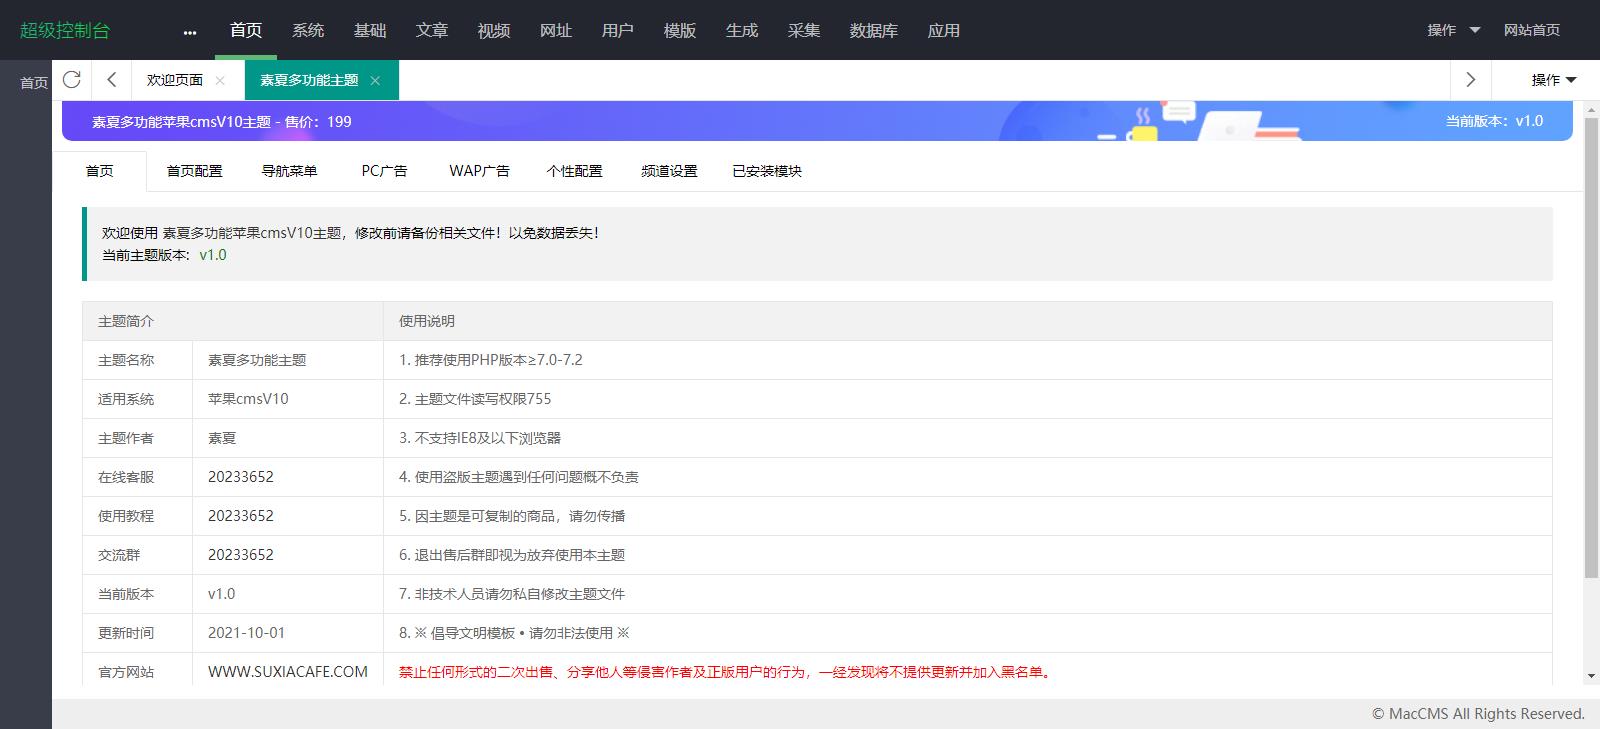 超级控制台 ... 首页 系统 基础 文章 视频 网址 用户 模版 生成 采集 数据库 应用 操作 网站首页
首页 欢迎页面 素夏多功能主题 操作
素夏多功能苹果cmsV10主题 - 售价：199 当前版本：v1.0
首页 首页配置 导航菜单 PC广告 WAP广告 个性配置 频道设置 已安装模块
欢迎使用 素夏多功能苹果cmsV10主题，修改前请备份相关文件！以免数据丢失！
当前主题版本：v1.0
主题简介 使用说明
主题名称 素夏多功能主题 1. 推荐使用PHP版本≥7.0-7.2
适用系统 苹果cmsV10 2. 主题文件读写权限755
主题作者 素夏 3. 不支持IE8及以下浏览器
在线客服 20233652 4. 使用盗版主题遇到任何问题概不负责
使用教程 20233652 5. 因主题是可复制的商品，请勿传播
交流群 20233652 6. 退出售后群即视为放弃使用本主题
当前版本 v1.0 7. 非技术人员请勿私自修改主题文件
更新时间 2021-10-01 8. ※ 倡导文明模板 • 请勿非法使用 ※
官方网站 WWW.SUXIACAFE.COM 禁止任何形式的二次出售、分享他人等侵害作者及正版用户的行为，一经发现将不提供更新并加入黑名单。
© MacCMS All Rights Reserved.